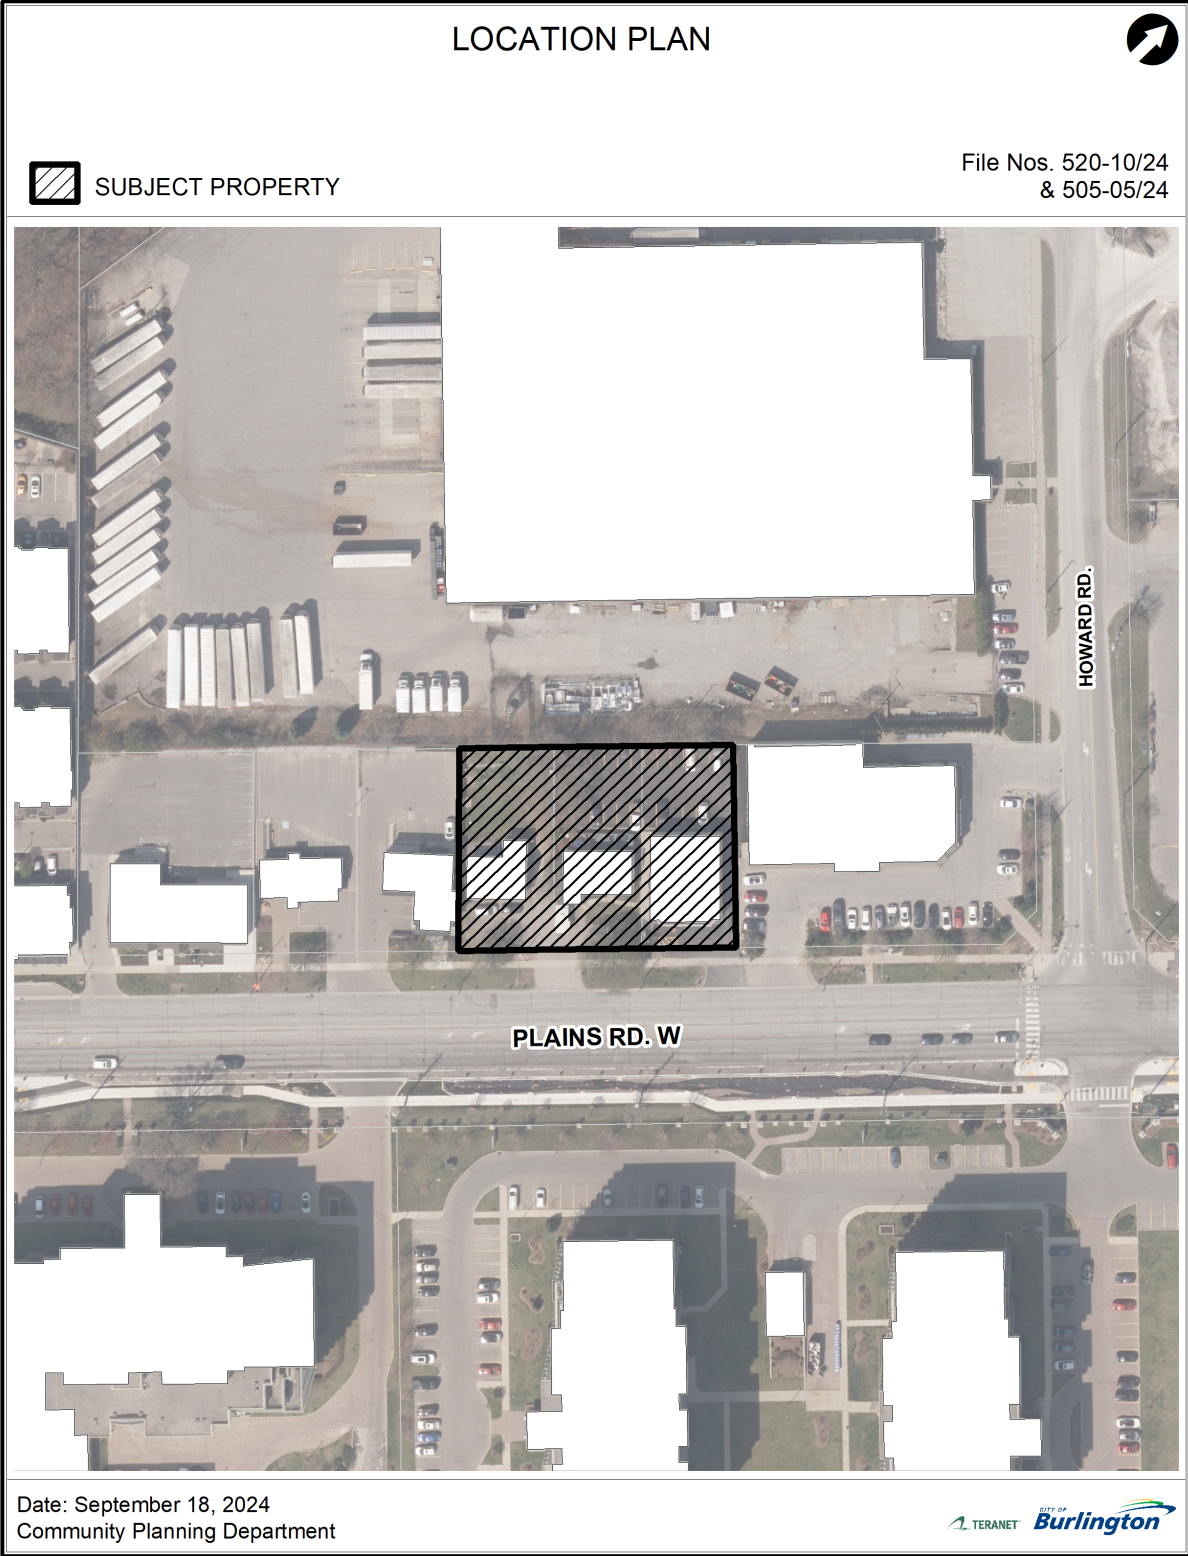 LOCATION PLAN
SUBJECT PROPERTY
File Nos. 520-10/24
& 505-05/24
HOWARD RD.
PLAINS RD. W
Date: September 18, 2024
Community Planning Department
TERANET
CITY OF
Burlington